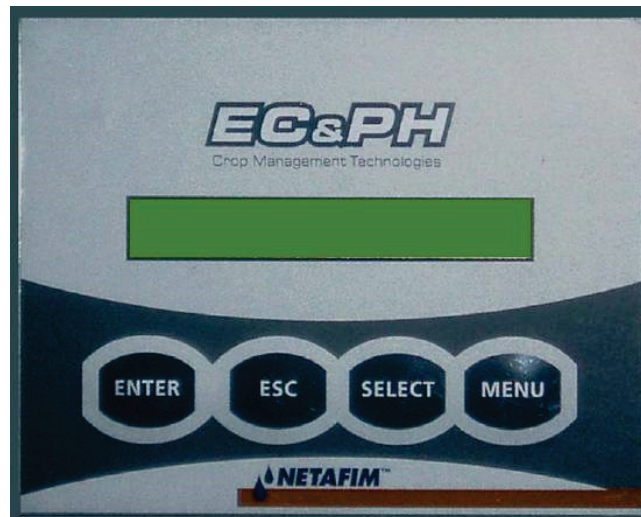 EC&PH
Crop Management Technologies
ENTER ESC SELECT MENU
NETAFIM™